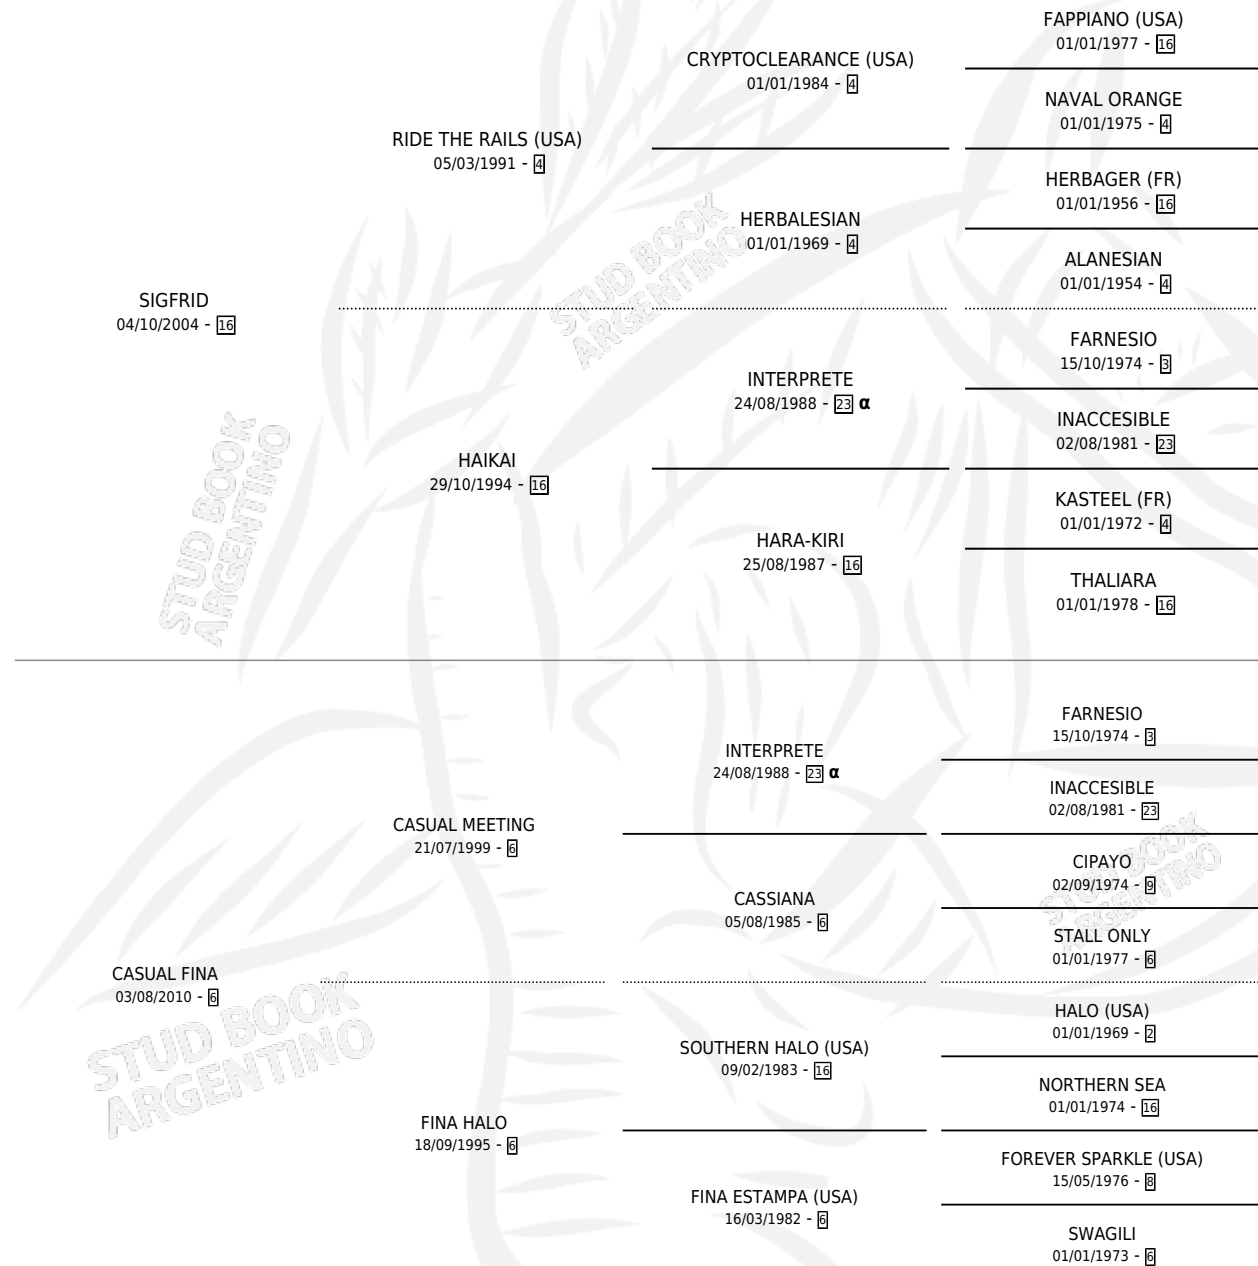 FAPPIANO (USA)
01/01/1977 - 16
CRYPTOCLEARANCE (USA)
01/01/1984 - 4
NAVAL ORANGE
01/01/1975 - 4
RIDE THE RAILS (USA)
05/03/1991 - 4
HERBAGER (FR)
01/01/1956 - 16
HERBALESIAN
01/01/1969 - 4
ALANESIAN
01/01/1954 - 4
STUD BOOK
ARGENTINO
SIGFRID
04/10/2004 - 16
FARNESIO
15/10/1974 - 3
INTERPRETE
24/08/1988 - 23 α
INACCESIBLE
02/08/1981 - 23
HAIKAI
29/10/1994 - 16
STUD BOOK
ARGENTINO
KASTEEL (FR)
01/01/1972 - 4
HARA-KIRI
25/08/1987 - 16
THALIARA
01/01/1978 - 16
FARNESIO
15/10/1974 - 3
INTERPRETE
24/08/1988 - 23 α
INACCESIBLE
02/08/1981 - 23
CASUAL MEETING
21/07/1999 - 6
CIPAYO
02/09/1974 - 9
STUD BOOK
ARGENTINO
CASSIANA
05/08/1985 - 6
STALL ONLY
01/01/1977 - 6
CASUAL FINA
03/08/2010 - 6
STUD BOOK
ARGENTINO
HALO (USA)
01/01/1969 - 2
SOUTHERN HALO (USA)
09/02/1983 - 16
NORTHERN SEA
01/01/1974 - 16
FINA HALO
18/09/1995 - 6
FOREVER SPARKLE (USA)
15/05/1976 - 8
FINA ESTAMPA (USA)
16/03/1982 - 6
SWAGILI
01/01/1973 - 6